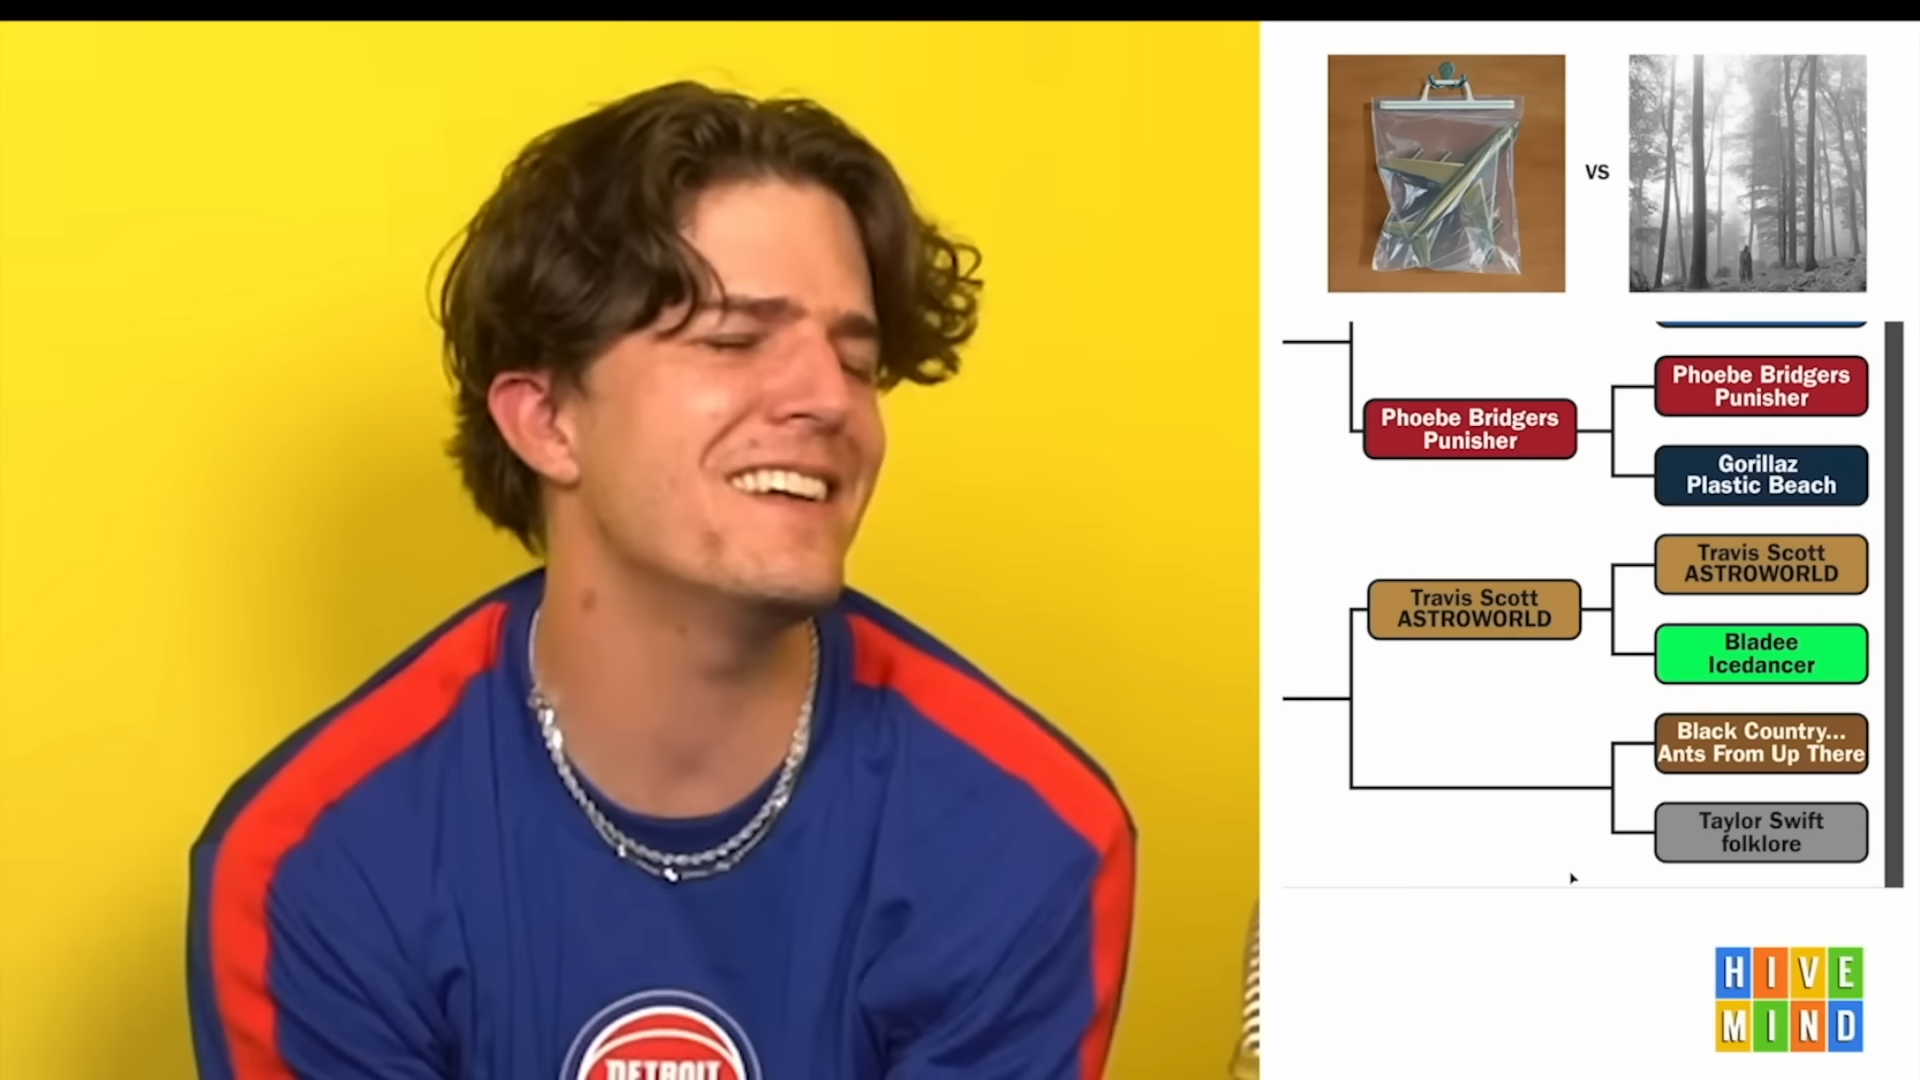 VS
Phoebe Bridgers
Punisher
Phoebe Bridgers
Punisher
Gorillaz
Plastic Beach
Travis Scott
ASTROWORLD
Travis Scott
ASTROWORLD
Bladee
Icedancer
Black Country...
Ants From Up There
Taylor Swift
folklore
HIVE
MIND
DETROIT